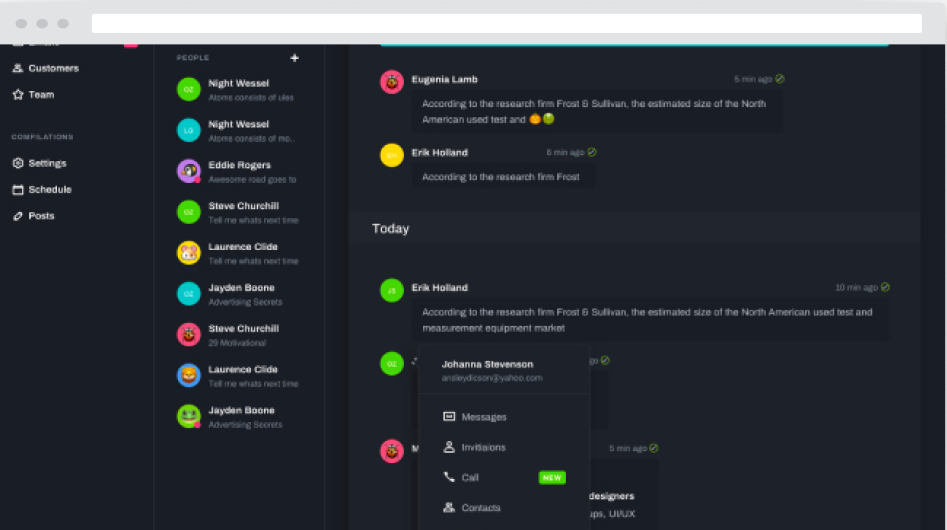 Customers
Team
COMPILATIONS
Settings
Schedule
Posts
PEOPLE
+
OZ
Night Wessel
Atoms consists of ules
LG
Night Wessel
Atoms consists of mo..
Eddie Rogers
Awesome road goes to
OZ
Steve Churchill
Tell me whats next time
Laurence Clide
Tell me whats next time
OZ
Jayden Boone
Advertising Secrets
Steve Churchill
29 Motivational
Laurence Clide
Tell me whats next time
Jayden Boone
Advertising Secrets
Eugenia Lamb
5 min ago
According to the research firm Frost & Sullivan, the estimated size of the North
American used test and
Erik Holland
6 min ago
According to the research firm Frost
Today
JS
Erik Holland
10 min ago
According to the research firm Frost & Sullivan, the estimated size of the North American used test and
measurement equipment market
OZ
go
Johanna Stevenson
ansleydicson@yahoo.com
Messages
Invitiaions
Call
NEW
Contacts
M
5 min ago
designers
ups, UI/UX